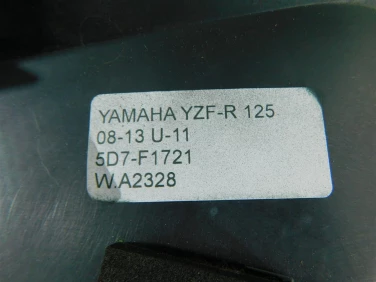 YAMAHA YZF-R 125
08-13 U-11
5D7-F1721
W.A2328